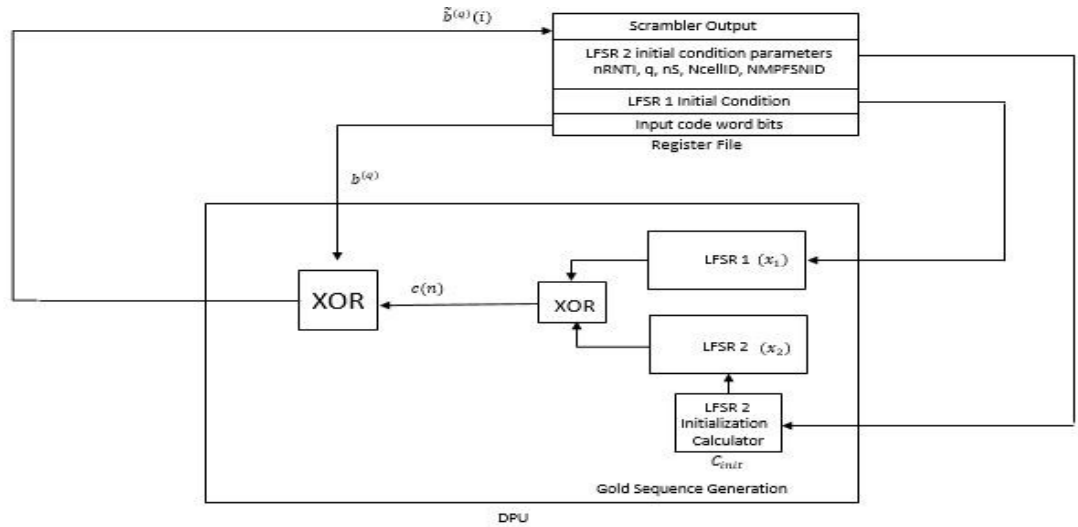 b̃^(q)(i)
Scrambler Output
LFSR 2 initial condition parameters
nRNTI, q, nS, NcellID, NMPFSNID
LFSR 1 Initial Condition
Input code word bits
Register File
b^(q)
LFSR 1 (x₁)
XOR
c(n)
XOR
LFSR 2 (x₂)
LFSR 2
Initialization
Calculator
C_init
Gold Sequence Generation
DPU